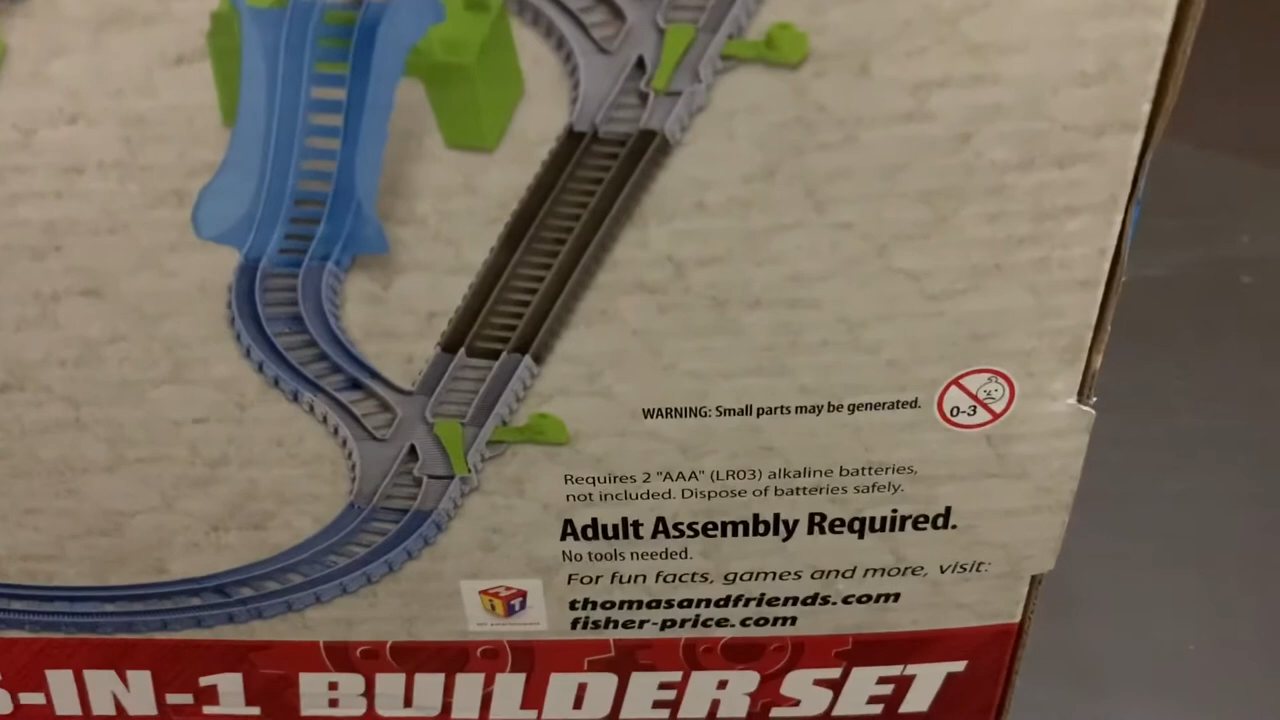 WARNING: Small parts may be generated.
0-3
Requires 2 "AAA" (LR03) alkaline batteries,
not included. Dispose of batteries safely.
Adult Assembly Required.
No tools needed.
For fun facts, games and more, visit:
thomasandfriends.com
fisher-price.com
HiT
-IN-1 BUILDER SET